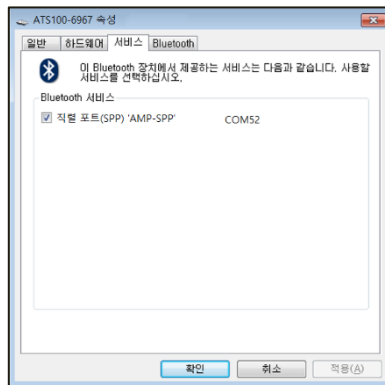 ATS100-6967 속성
일반 하드웨어 서비스 Bluetooth
이 Bluetooth 장치에서 제공하는 서비스는 다음과 같습니다. 사용할
서비스를 선택하십시오.
Bluetooth 서비스
직렬 포트(SPP) 'AMP-SPP' COM52
확인 취소 적용(A)